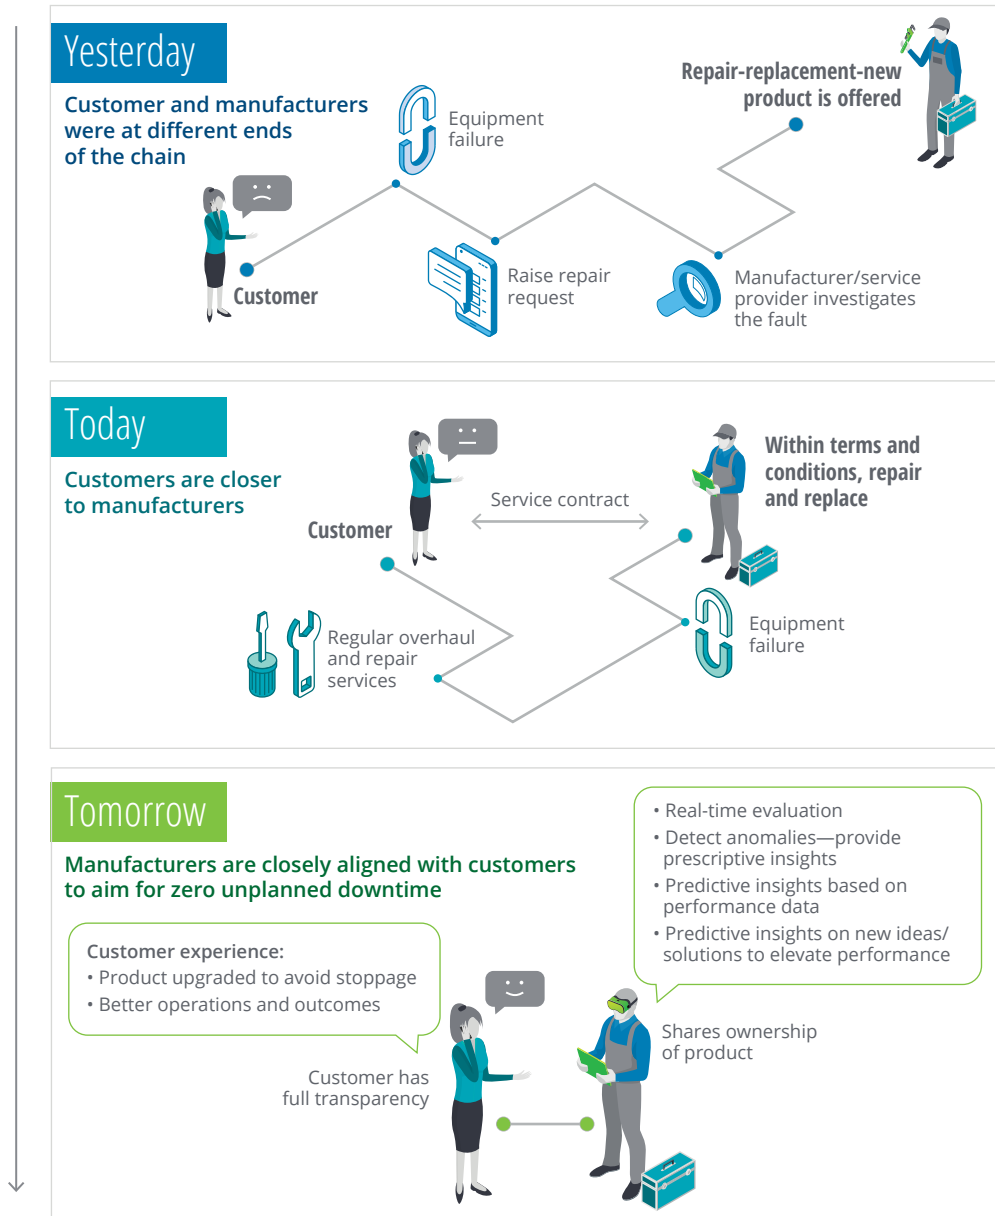 Yesterday
Customer and manufacturers
were at different ends
of the chain
Equipment
failure
Repair-replacement-new
product is offered
Customer
Raise repair
request
Manufacturer/service
provider investigates
the fault
Today
Customers are closer
to manufacturers
Within terms and
conditions, repair
and replace
Service contract
Customer
Regular overhaul
and repair
services
Equipment
failure
Tomorrow
Manufacturers are closely aligned with customers
to aim for zero unplanned downtime
• Real-time evaluation
• Detect anomalies—provide
prescriptive insights
• Predictive insights based on
performance data
• Predictive insights on new ideas/
solutions to elevate performance
Customer experience:
• Product upgraded to avoid stoppage
• Better operations and outcomes
Shares ownership
of product
Customer has
full transparency